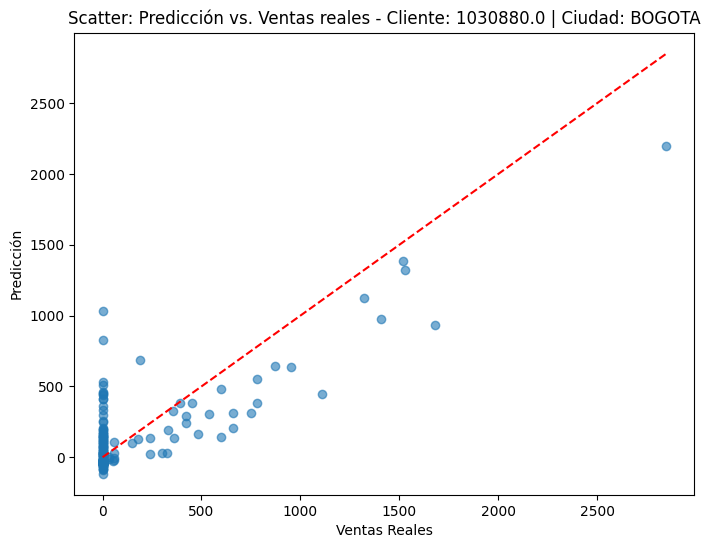 Scatter: Predicción vs. Ventas reales - Cliente: 1030880.0 | Ciudad: BOGOTA
2500
2000
1500
1000
500
0
Predicción
0 500 1000 1500 2000 2500
Ventas Reales